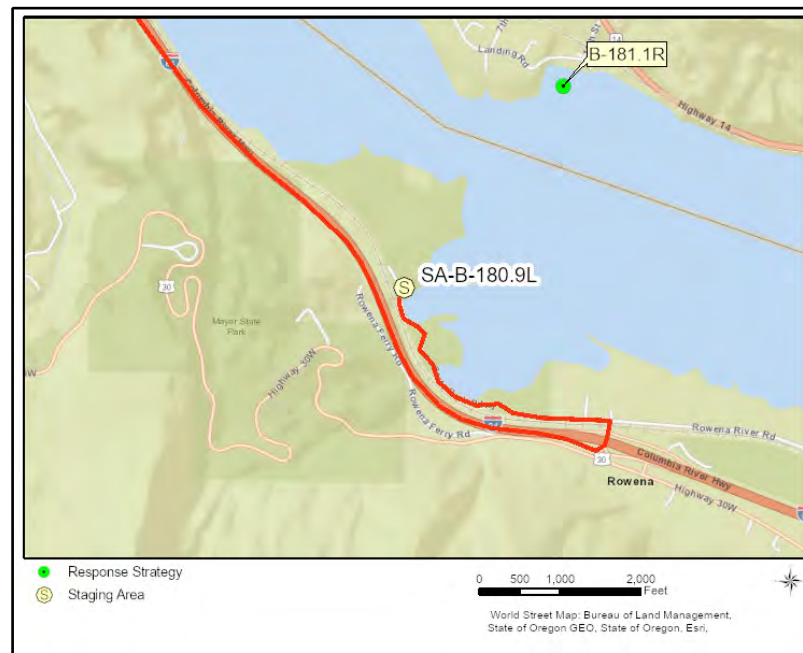 7th
Landing Rd
14
B-181.1R
Highway 14
Columbia River Hwy
SA-B-180.9L
S
30
Mayer State
Park
Rowena Ferry Rd
Highway 30W
Rowena Ferry Rd
Rowena River Rd
Columbia River Hwy
30
Rowena
Highway 30W
Response Strategy
S Staging Area
0 500 1,000 2,000
Feet
World Street Map: Bureau of Land Management,
State of Oregon GEO, State of Oregon, Esri,